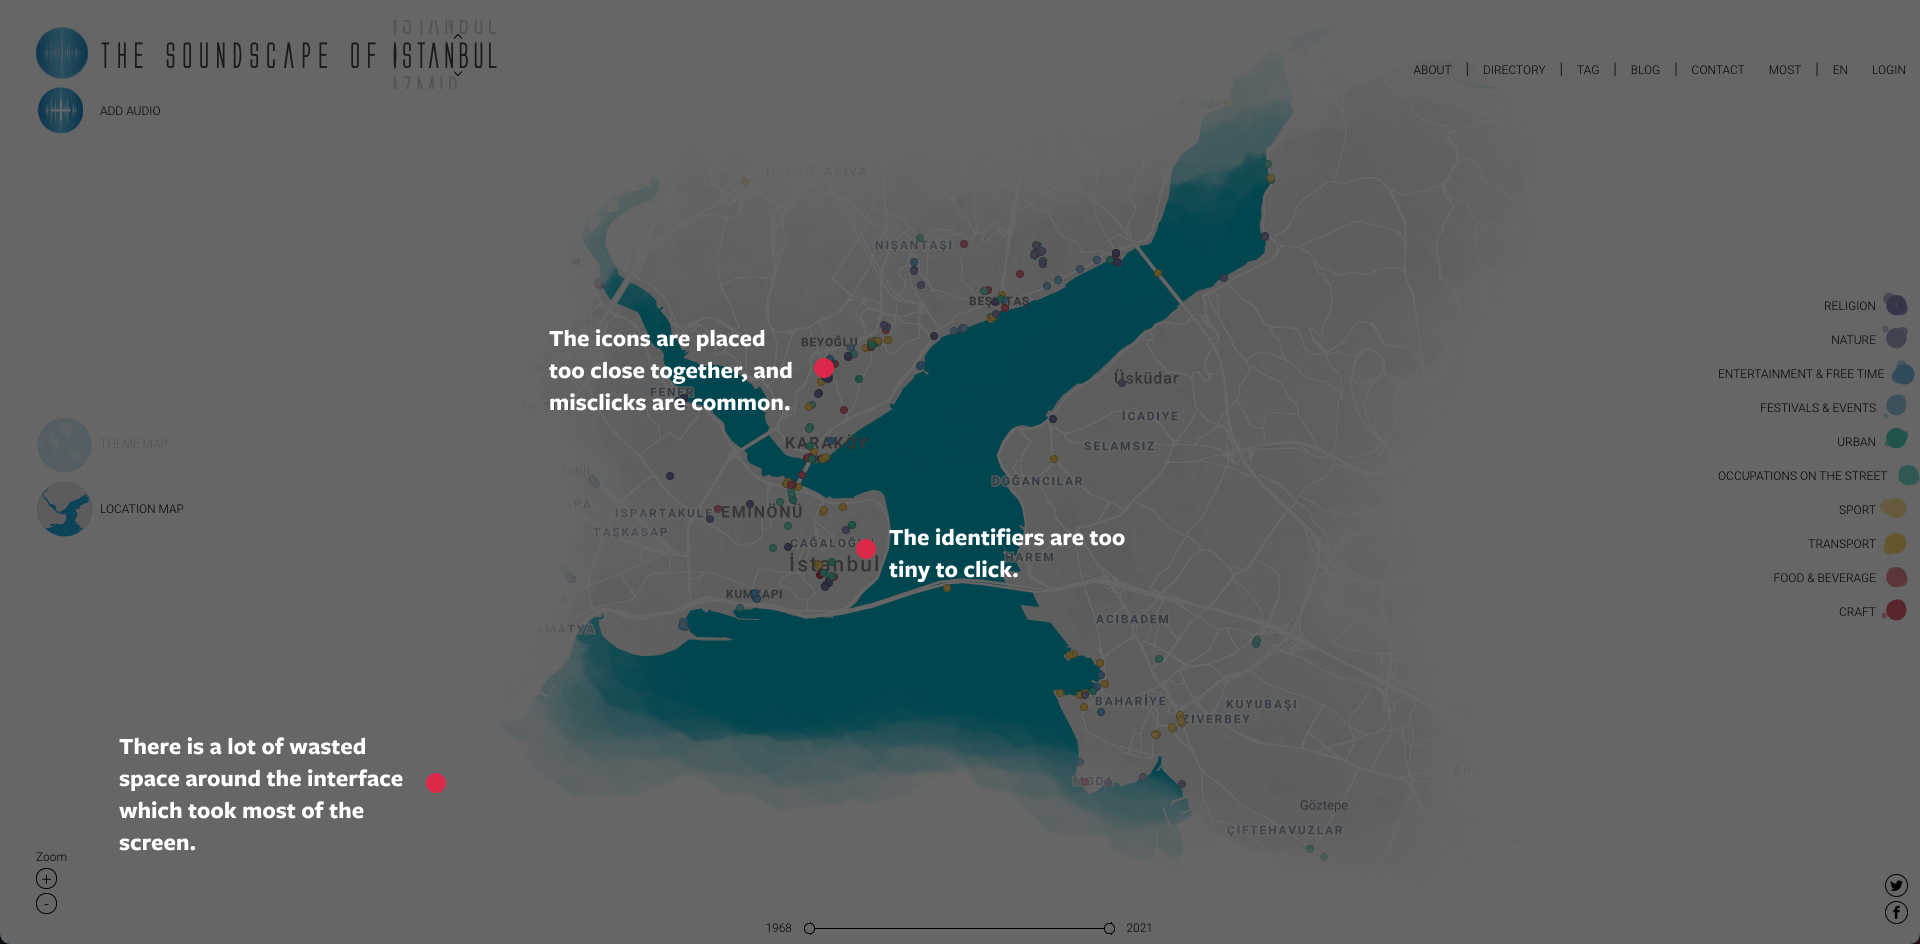 ISTANBUL
THE SOUNDSCAPE OF ISTANBUL
IZMIR
ADD AUDIO
ABOUT | DIRECTORY | TAG | BLOG | CONTACT MOST | EN LOGIN
NIŞANTAŞI
BEŞIKTAŞ
The icons are placed
too close together, and
misclicks are common.
BEYOĞLU
FENER
Üsküdar
İCADIYE
SELAMSIZ
KARAKÖY
DOĞANCILAR
Fatih
ISPARTAKULE
EMİNÖNÜ
TAŞKASAP
CAĞALOĞLU
İstanbul
The identifiers are too
tiny to click.
HAREM
KUMKAPI
ACIBADEM
BAHARİYE
KUYUBAŞI
ZIVERBEY
MODA
Göztepe
ÇİFTEHAVUZLAR
RELIGION
NATURE
ENTERTAINMENT & FREE TIME
FESTIVALS & EVENTS
URBAN
OCCUPATIONS ON THE STREET
SPORT
TRANSPORT
FOOD & BEVERAGE
CRAFT
THEME MAP
LOCATION MAP
There is a lot of wasted
space around the interface
which took most of the
screen.
Zoom
+
-
1968
2021